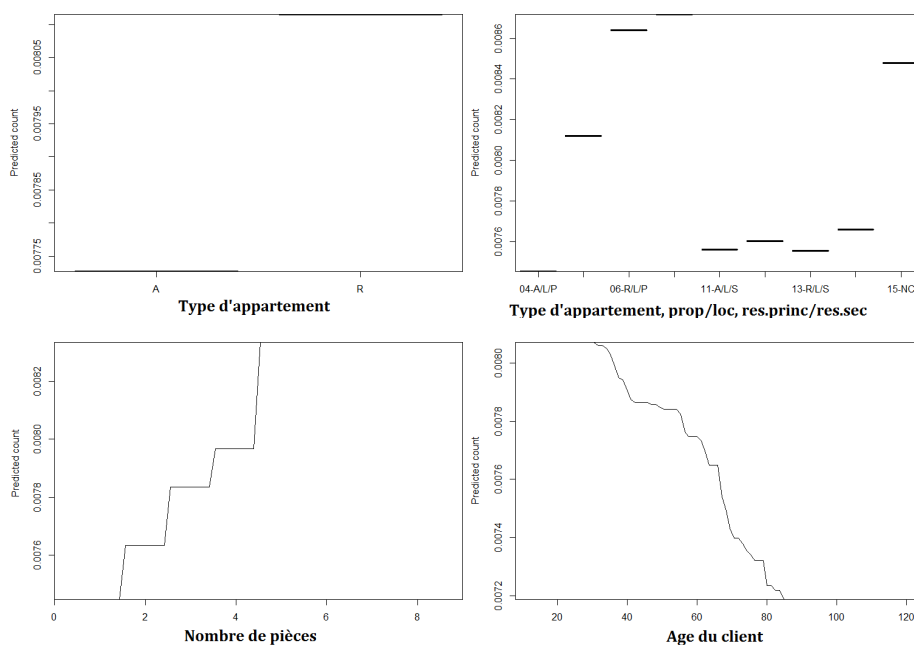 Predicted count
0.00775
0.00785
0.00795
0.00805
A
R
Type d'appartement
Predicted count
0.0076
0.0078
0.0080
0.0082
0.0084
0.0086
04-A/L/P
06-R/L/P
11-A/L/S
13-R/L/S
15-NC
Type d'appartement, prop/loc, res.princ/res.sec
Predicted count
0.0076
0.0078
0.0080
0.0082
0
2
4
6
8
Nombre de pièces
Predicted count
0.0072
0.0074
0.0076
0.0078
0.0080
20
40
60
80
100
120
Age du client